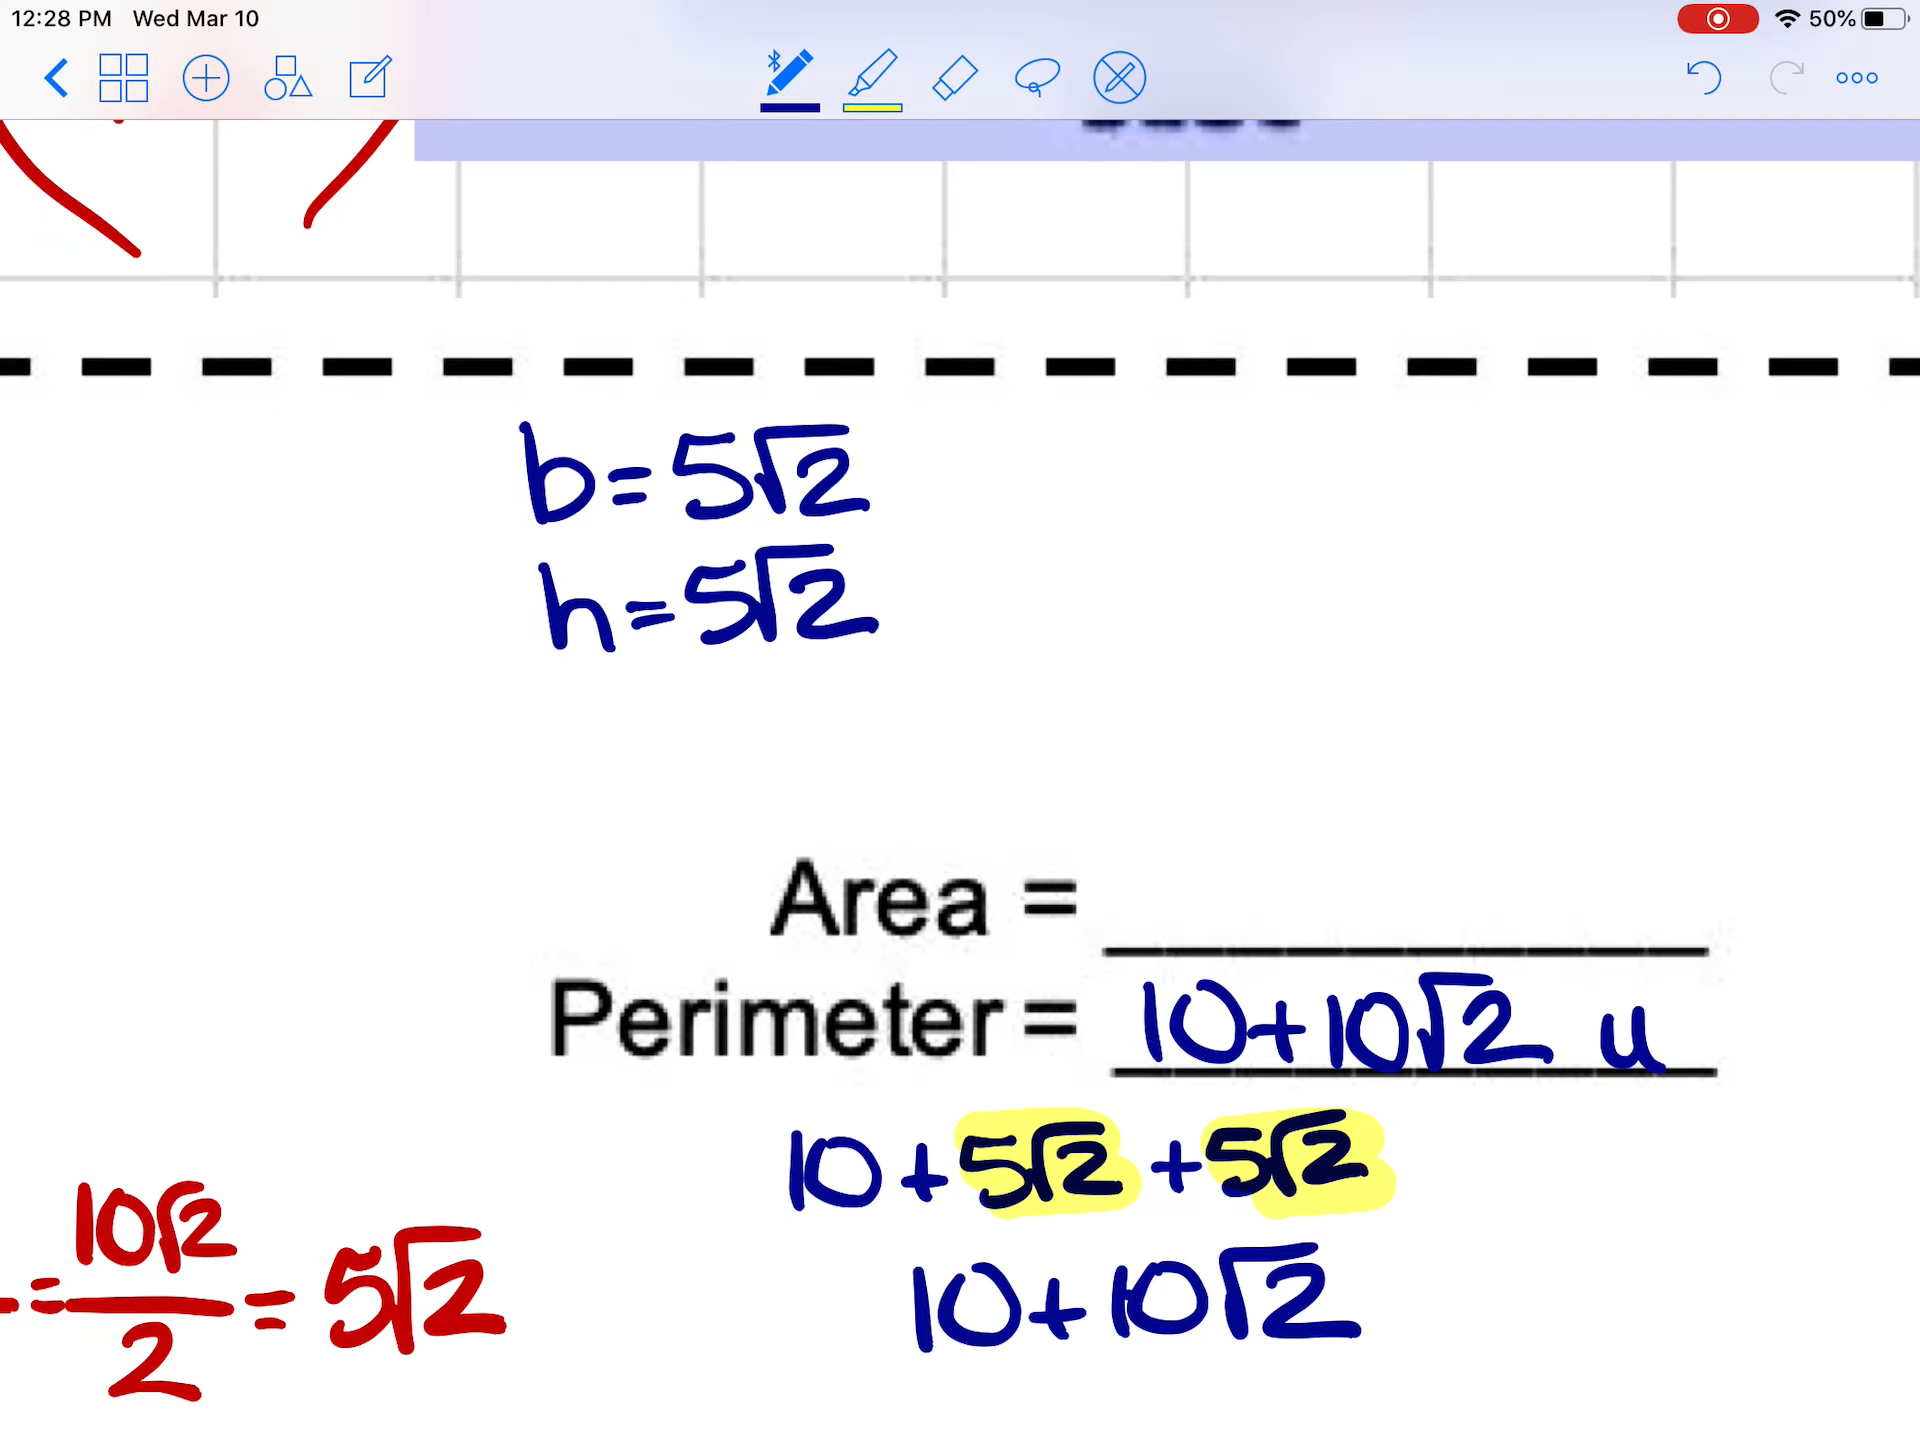 12:28 PM Wed Mar 10
50%
b=5√2
h=5√2
Area =
Perimeter = 10+10√2 u
10+5√2+5√2
10+10√2
=10√2/2=5√2